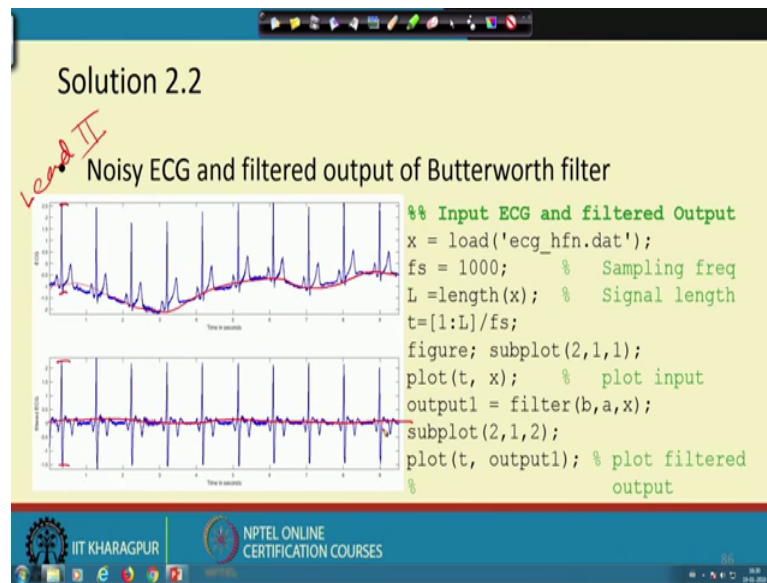 Solution 2.2
Lead II
Noisy ECG and filtered output of Butterworth filter
%% Input ECG and filtered Output
x = load('ecg_hfn.dat');
fs = 1000;     %   Sampling freq
L =length(x);  %   Signal length
t=[1:L]/fs;
figure; subplot(2,1,1);
plot(t, x);    %   plot input
output1 = filter(b,a,x);
subplot(2,1,2);
plot(t, output1); % plot filtered
%                 output
ECG
Time in seconds
filtered ECG
Time in seconds
IIT KHARAGPUR
NPTEL ONLINE
CERTIFICATION COURSES
86